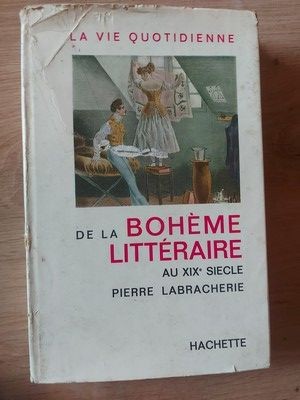 LA VIE QUOTIDIENNE
DE LA BOHÈME
LITTÉRAIRE
AU XIXe SIECLE
PIERRE LABRACHERIE
HACHETTE